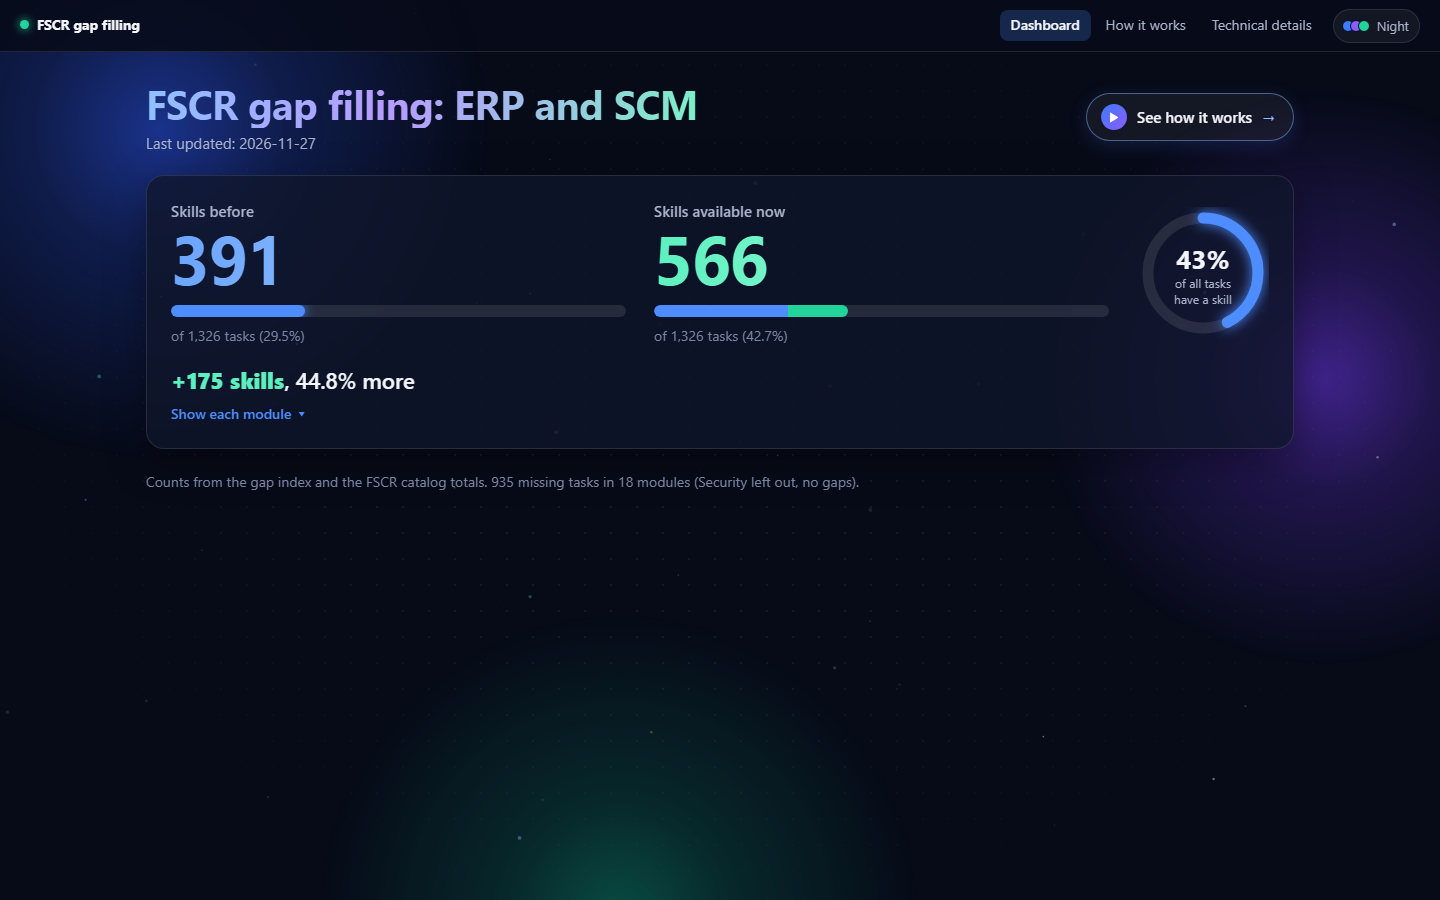 FSCR gap filling
Dashboard
How it works
Technical details
Night
FSCR gap filling: ERP and SCM
Last updated: 2026-11-27
See how it works →
Skills before
391
of 1,326 tasks (29.5%)
Skills available now
566
of 1,326 tasks (42.7%)
43%
of all tasks
have a skill
+175 skills, 44.8% more
Show each module ▾
Counts from the gap index and the FSCR catalog totals. 935 missing tasks in 18 modules (Security left out, no gaps).